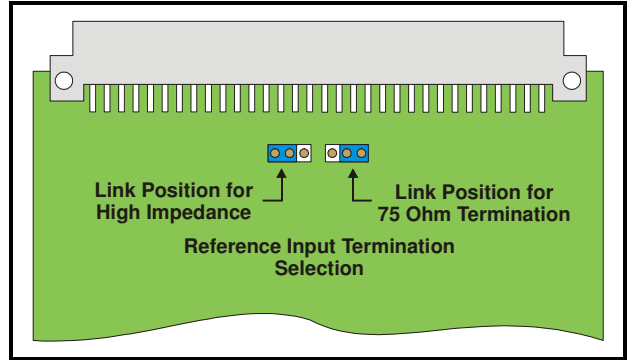 Link Position for
High Impedance
Link Position for
75 Ohm Termination
Reference Input Termination
Selection